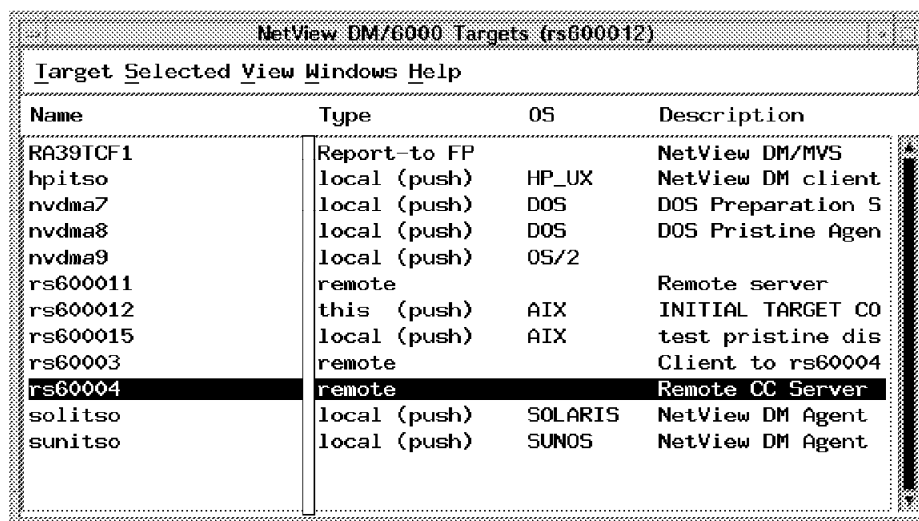 NetView DM/6000 Targets (rs600012)
Target Selected View Windows Help
Name Type OS Description
RA39TCF1 Report-to FP NetView DM/MVS
hpitso local (push) HP_UX NetView DM client
nvdma7 local (push) DOS DOS Preparation S
nvdma8 local (push) DOS DOS Pristine Agen
nvdma9 local (push) OS/2
rs600011 remote Remote server
rs600012 this (push) AIX INITIAL TARGET CO
rs600015 local (push) AIX test pristine dis
rs60003 remote Client to rs60004
rs60004 remote Remote CC Server
solitso local (push) SOLARIS NetView DM Agent
sunitso local (push) SUNOS NetView DM Agent